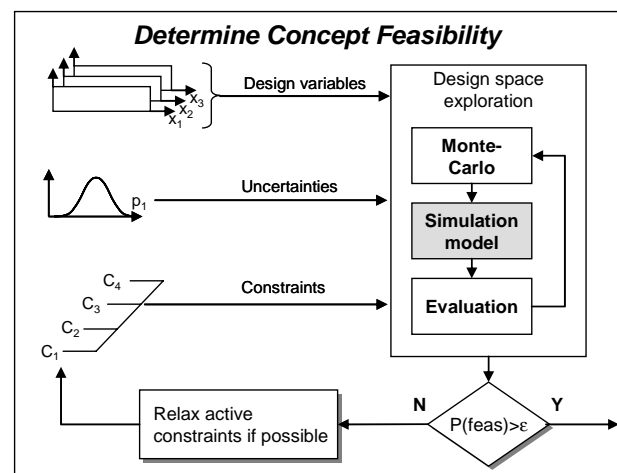 Determine Concept Feasibility
x₃
x₂
x₁
Design variables
Design space
exploration
Monte-
Carlo
Simulation
model
Evaluation
p₁
Uncertainties
C₄
C₃
C₂
C₁
Constraints
Relax active
constraints if possible
N
P(feas)>ε
Y